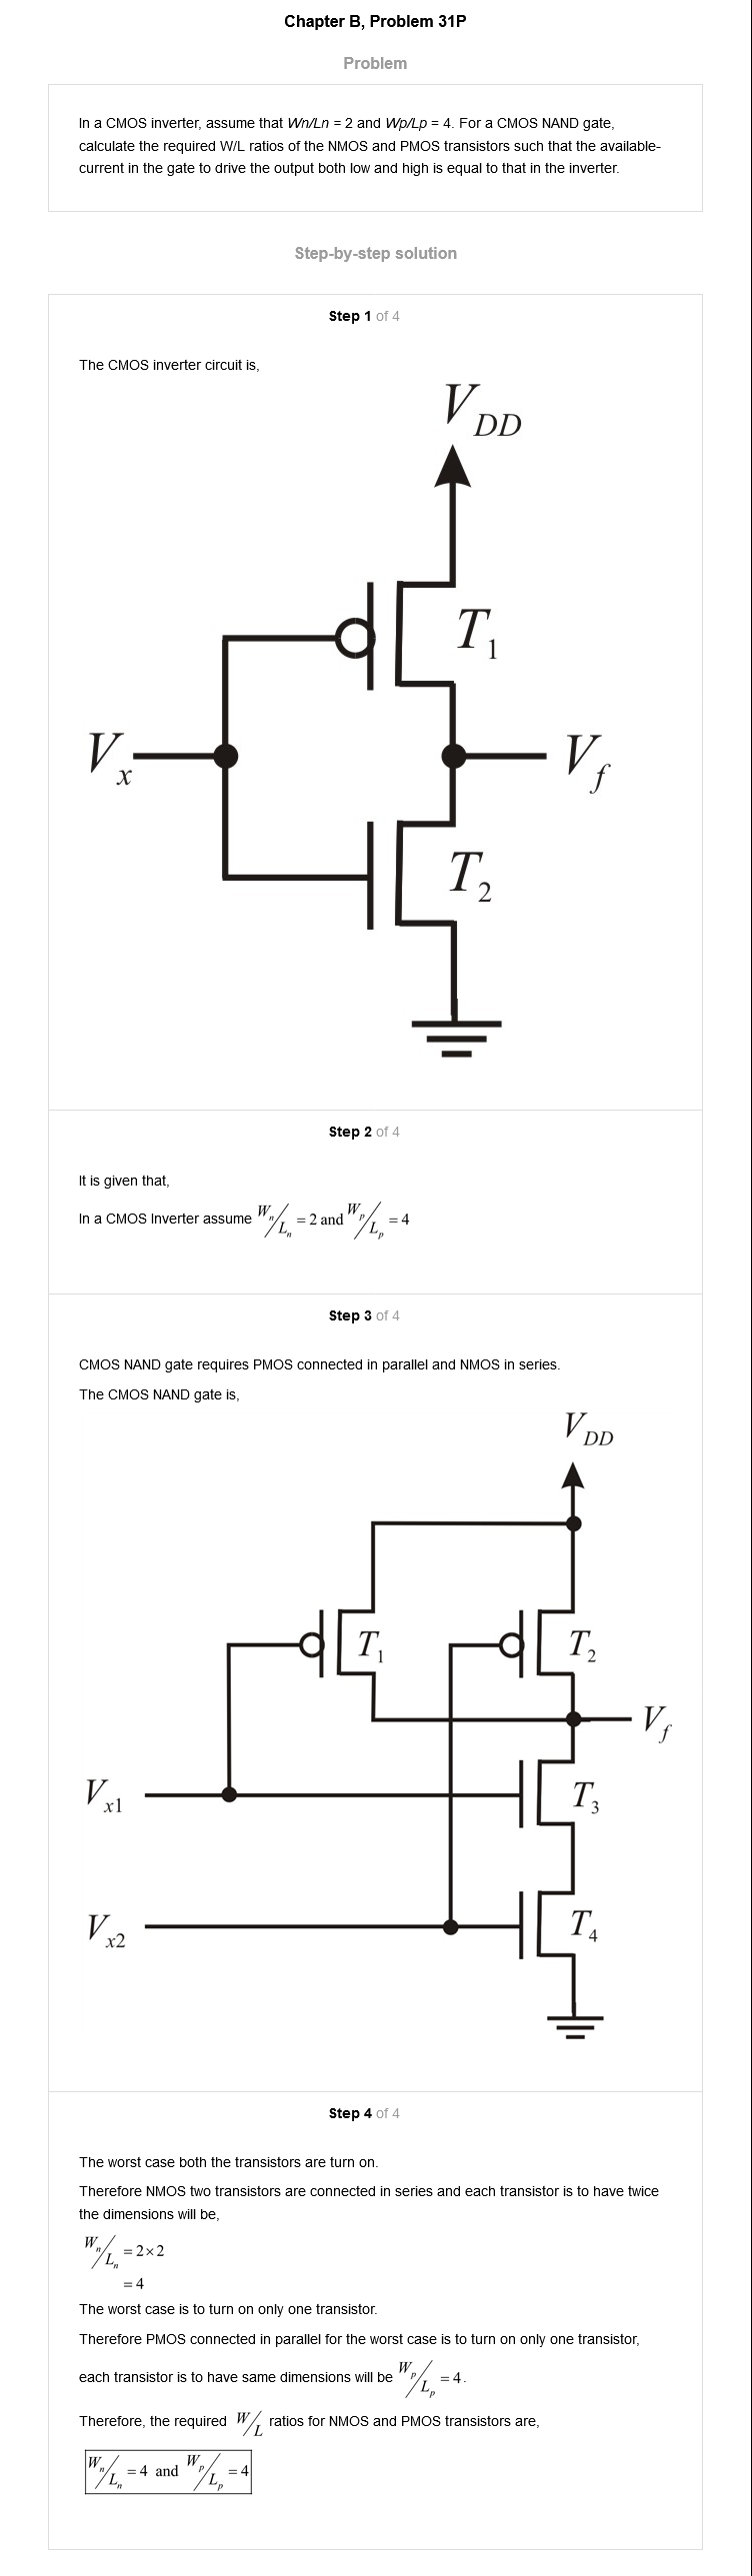 Chapter B, Problem 31P
Problem
In a CMOS inverter, assume that Wn/Ln = 2 and Wp/Lp = 4. For a CMOS NAND gate,
calculate the required W/L ratios of the NMOS and PMOS transistors such that the available-
current in the gate to drive the output both low and high is equal to that in the inverter.
Step-by-step solution
Step 1 of 4
The CMOS inverter circuit is,
V_DD
T_1
V_x
V_f
T_2
Step 2 of 4
It is given that,
In a CMOS Inverter assume W_n/L_n = 2 and W_p/L_p = 4
Step 3 of 4
CMOS NAND gate requires PMOS connected in parallel and NMOS in series.
The CMOS NAND gate is,
V_DD
T_1
T_2
V_f
V_x1
T_3
V_x2
T_4
Step 4 of 4
The worst case both the transistors are turn on.
Therefore NMOS two transistors are connected in series and each transistor is to have twice
the dimensions will be,
W_n/L_n = 2×2
= 4
The worst case is to turn on only one transistor.
Therefore PMOS connected in parallel for the worst case is to turn on only one transistor,
each transistor is to have same dimensions will be W_p/L_p = 4.
Therefore, the required W/L ratios for NMOS and PMOS transistors are,
W_n/L_n = 4 and W_p/L_p = 4